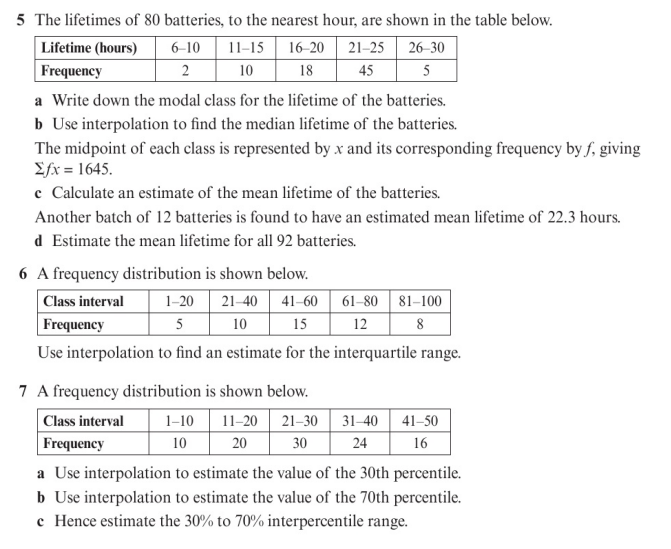 5 The lifetimes of 80 batteries, to the nearest hour, are shown in the table below.
Lifetime (hours) 6–10 11–15 16–20 21–25 26–30
Frequency 2 10 18 45 5
a Write down the modal class for the lifetime of the batteries.
b Use interpolation to find the median lifetime of the batteries.
The midpoint of each class is represented by x and its corresponding frequency by f, giving
Σfx = 1645.
c Calculate an estimate of the mean lifetime of the batteries.
Another batch of 12 batteries is found to have an estimated mean lifetime of 22.3 hours.
d Estimate the mean lifetime for all 92 batteries.
6 A frequency distribution is shown below.
Class interval 1–20 21–40 41–60 61–80 81–100
Frequency 5 10 15 12 8
Use interpolation to find an estimate for the interquartile range.
7 A frequency distribution is shown below.
Class interval 1–10 11–20 21–30 31–40 41–50
Frequency 10 20 30 24 16
a Use interpolation to estimate the value of the 30th percentile.
b Use interpolation to estimate the value of the 70th percentile.
c Hence estimate the 30% to 70% interpercentile range.